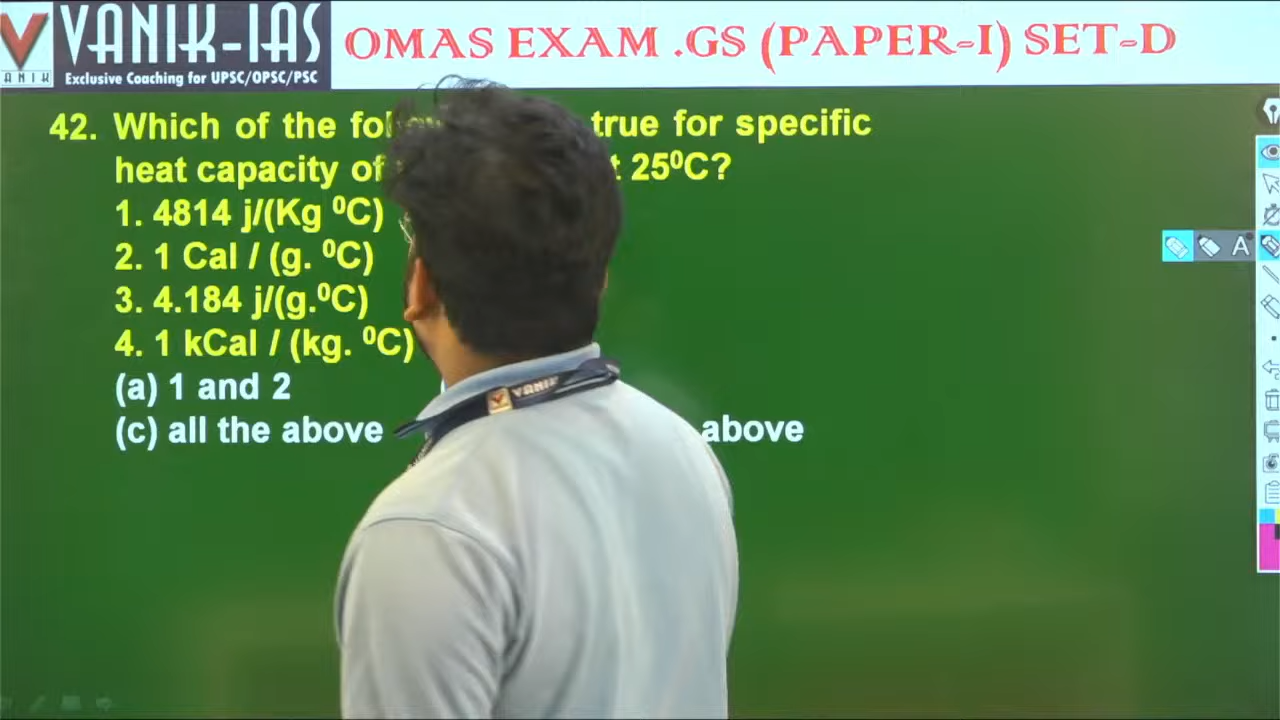 VANIK-IAS
VANIK
Exclusive Coaching for UPSC/OPSC/PSC
OMAS EXAM .GS (PAPER-I) SET-D
42. Which of the true for specific
heat capacity of 25⁰C?
1. 4814 j/(Kg ⁰C)
2. 1 Cal / (g. ⁰C)
3. 4.184 j/(g.⁰C)
4. 1 kCal / (kg. ⁰C)
(a) 1 and 2
(c) all the above above
A
VANIK